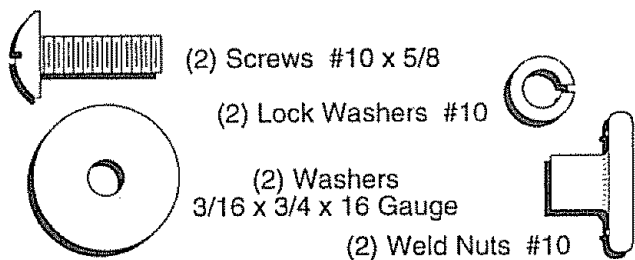 (2) Screws #10 x 5/8
(2) Lock Washers #10
(2) Washers
3/16 x 3/4 x 16 Gauge
(2) Weld Nuts #10